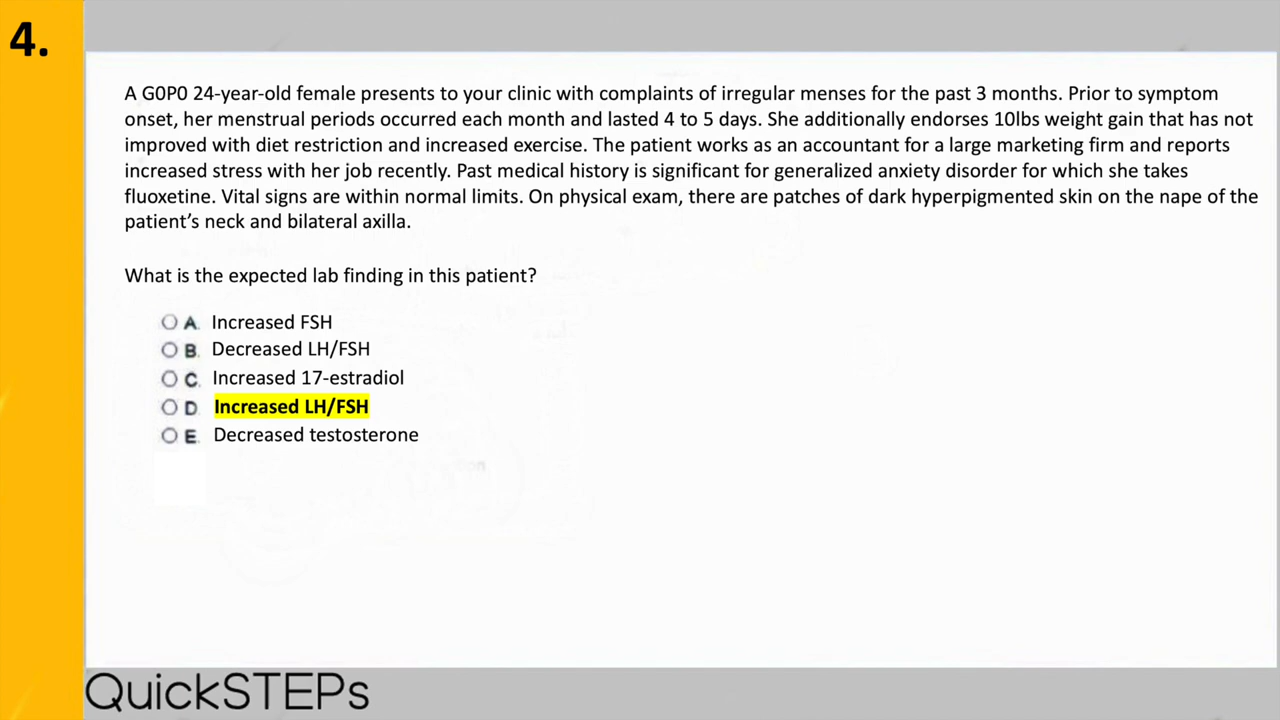 4.
A G0P0 24-year-old female presents to your clinic with complaints of irregular menses for the past 3 months. Prior to symptom
onset, her menstrual periods occurred each month and lasted 4 to 5 days. She additionally endorses 10lbs weight gain that has not
improved with diet restriction and increased exercise. The patient works as an accountant for a large marketing firm and reports
increased stress with her job recently. Past medical history is significant for generalized anxiety disorder for which she takes
fluoxetine. Vital signs are within normal limits. On physical exam, there are patches of dark hyperpigmented skin on the nape of the
patient’s neck and bilateral axilla.
What is the expected lab finding in this patient?
A. Increased FSH
B. Decreased LH/FSH
C. Increased 17-estradiol
D. Increased LH/FSH
E. Decreased testosterone
QuickSTEPs